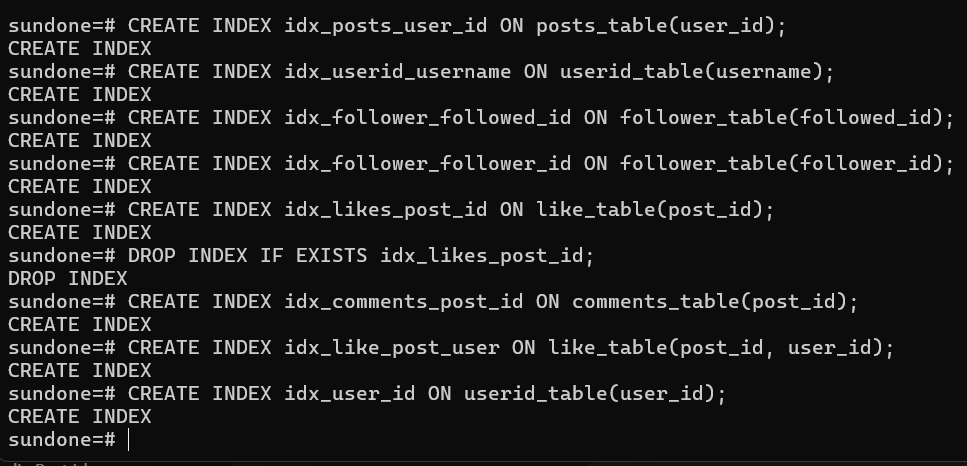 sundone=# CREATE INDEX idx_posts_user_id ON posts_table(user_id);
CREATE INDEX
sundone=# CREATE INDEX idx_userid_username ON userid_table(username);
CREATE INDEX
sundone=# CREATE INDEX idx_follower_followed_id ON follower_table(followed_id);
CREATE INDEX
sundone=# CREATE INDEX idx_follower_follower_id ON follower_table(follower_id);
CREATE INDEX
sundone=# CREATE INDEX idx_likes_post_id ON like_table(post_id);
CREATE INDEX
sundone=# DROP INDEX IF EXISTS idx_likes_post_id;
DROP INDEX
sundone=# CREATE INDEX idx_comments_post_id ON comments_table(post_id);
CREATE INDEX
sundone=# CREATE INDEX idx_like_post_user ON like_table(post_id, user_id);
CREATE INDEX
sundone=# CREATE INDEX idx_user_id ON userid_table(user_id);
CREATE INDEX
sundone=#